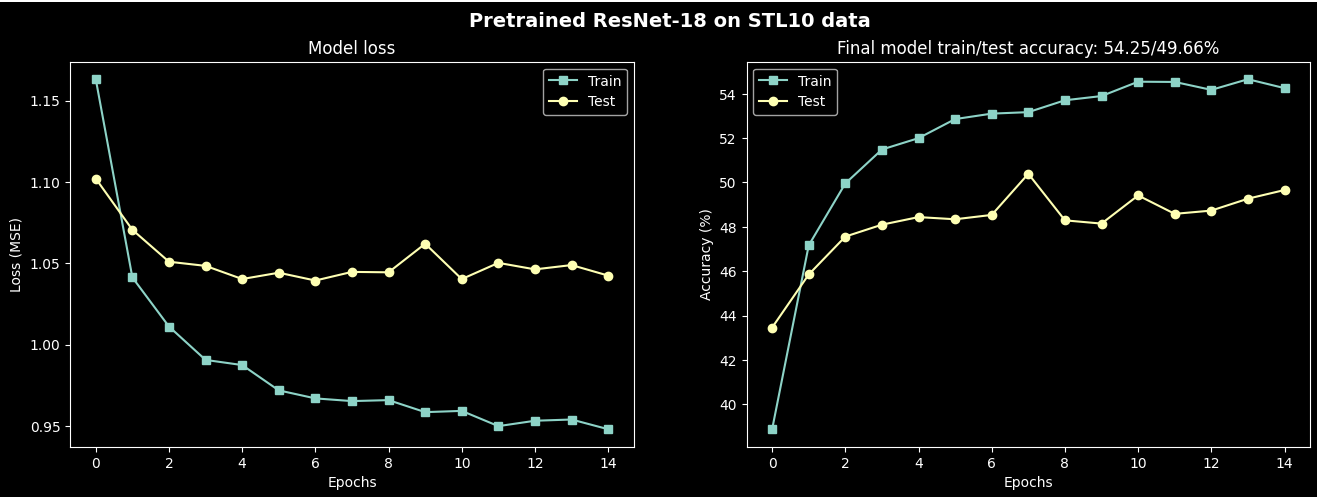 Pretrained ResNet-18 on STL10 data
Model loss
Train
Test
1.15
1.10
1.05
1.00
0.95
Loss (MSE)
0 2 4 6 8 10 12 14
Epochs
Final model train/test accuracy: 54.25/49.66%
Train
Test
54
52
50
48
46
44
42
40
Accuracy (%)
0 2 4 6 8 10 12 14
Epochs